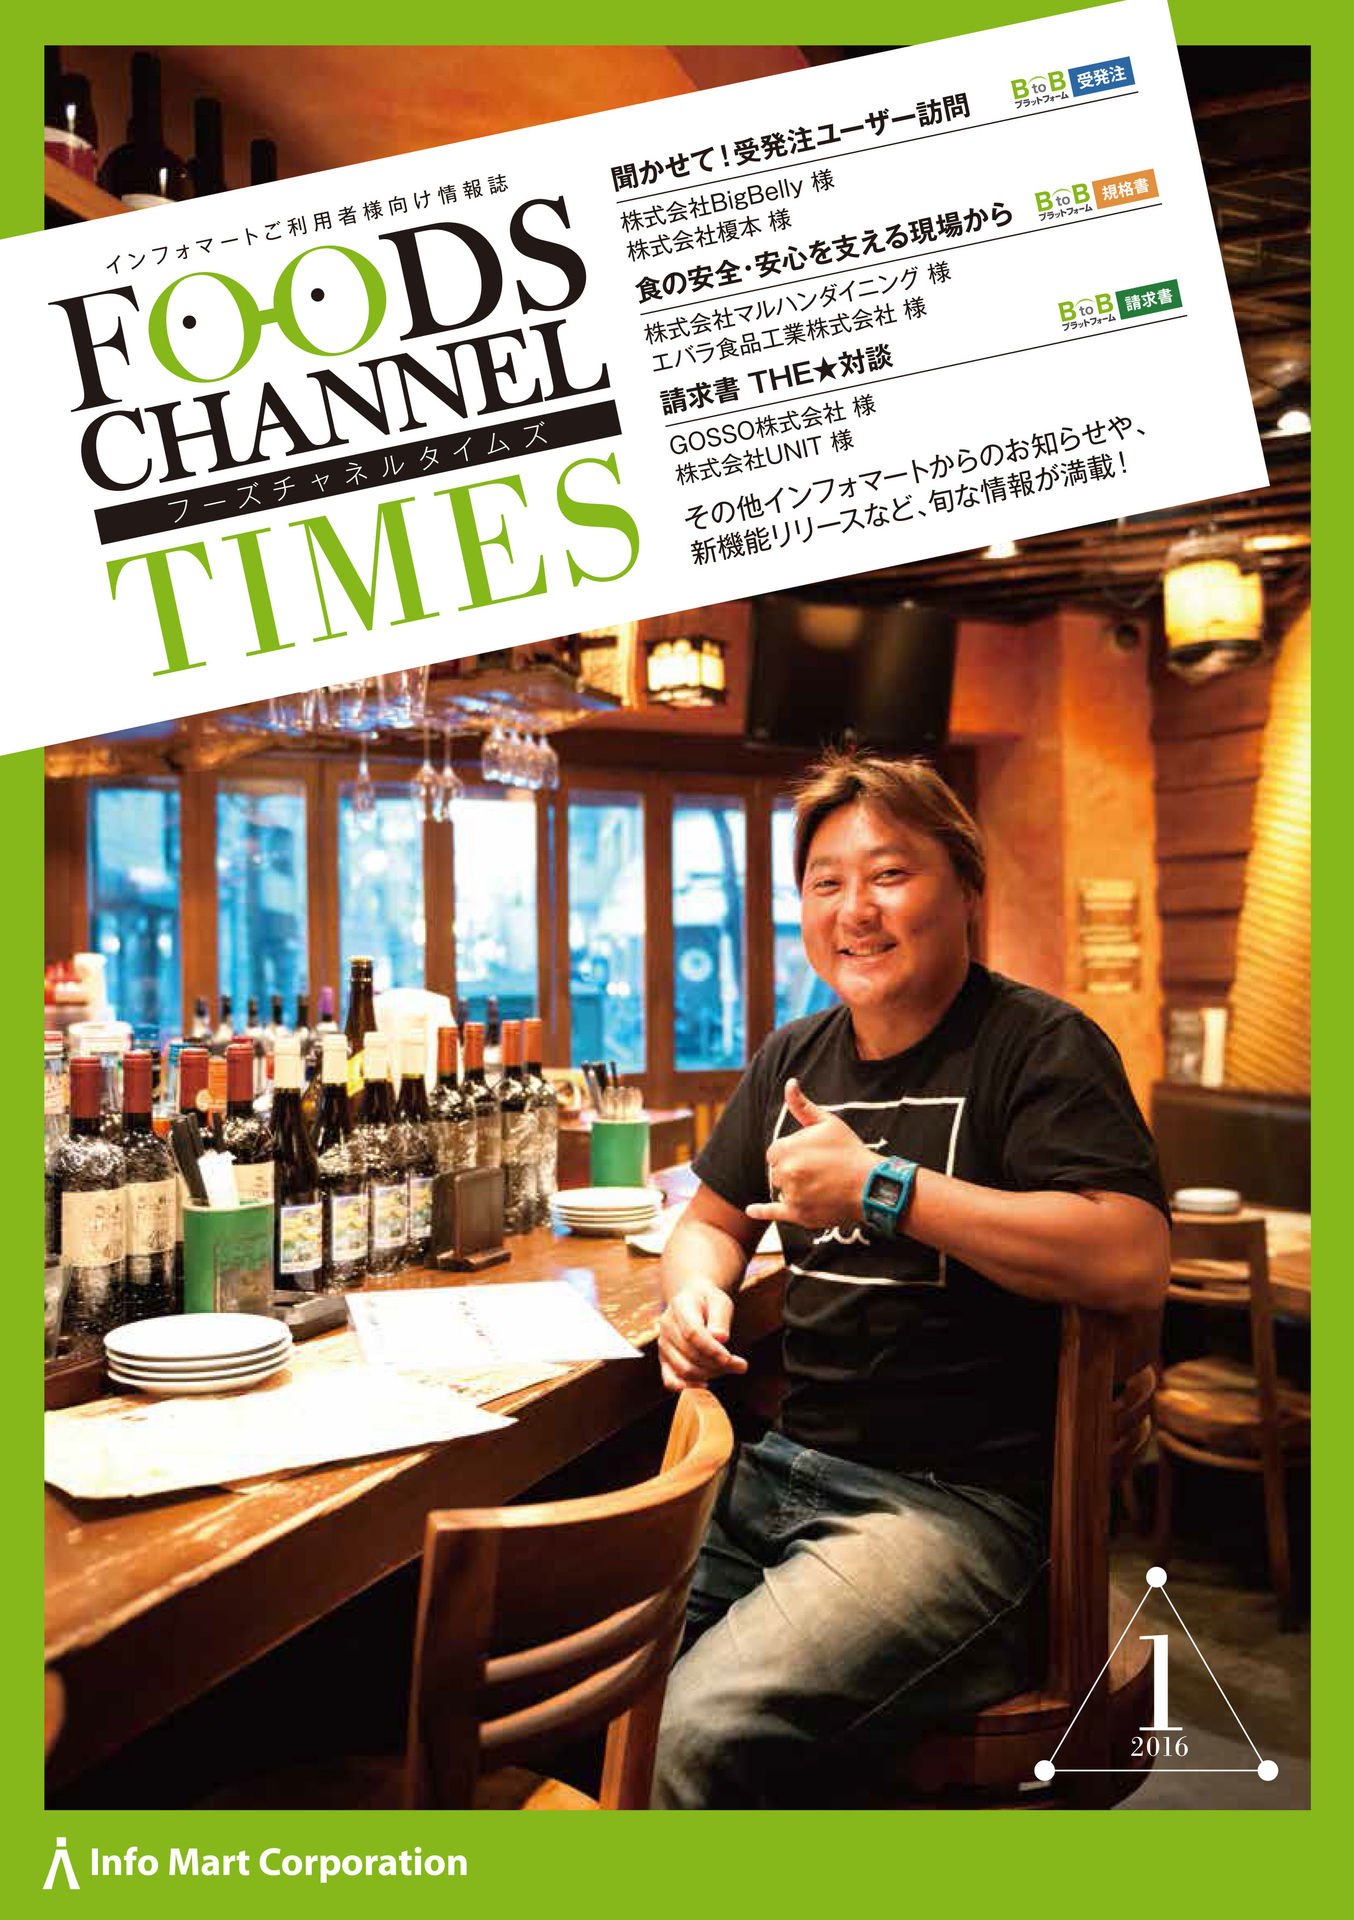 インフォマートご利用者様向け情報誌
FOODS
CHANNEL
フーズチャネルタイムズ
TIMES
聞かせて！受発注ユーザー訪問
BtoB
プラットフォーム
受発注
株式会社BigBelly 様
株式会社榎本 様
食の安全・安心を支える現場から
BtoB
プラットフォーム
規格書
株式会社マルハンダイニング 様
エバラ食品工業株式会社 様
請求書 THE★対談
BtoB
プラットフォーム
請求書
GOSSO株式会社 様
株式会社UNIT 様
その他インフォマートからのお知らせや、
新機能リリースなど、旬な情報が満載！
1
2016
Info Mart Corporation